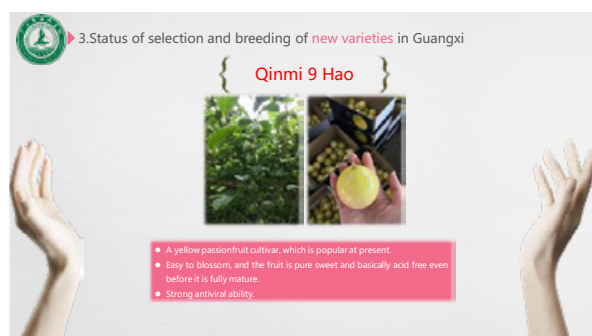 3.Status of selection and breeding of new varieties in Guangxi
Qinmi 9 Hao
A yellow passionfruit cultivar, which is popular at present.
Easy to blossom, and the fruit is pure sweet and basically acid free even
before it is fully mature.
Strong antiviral ability.